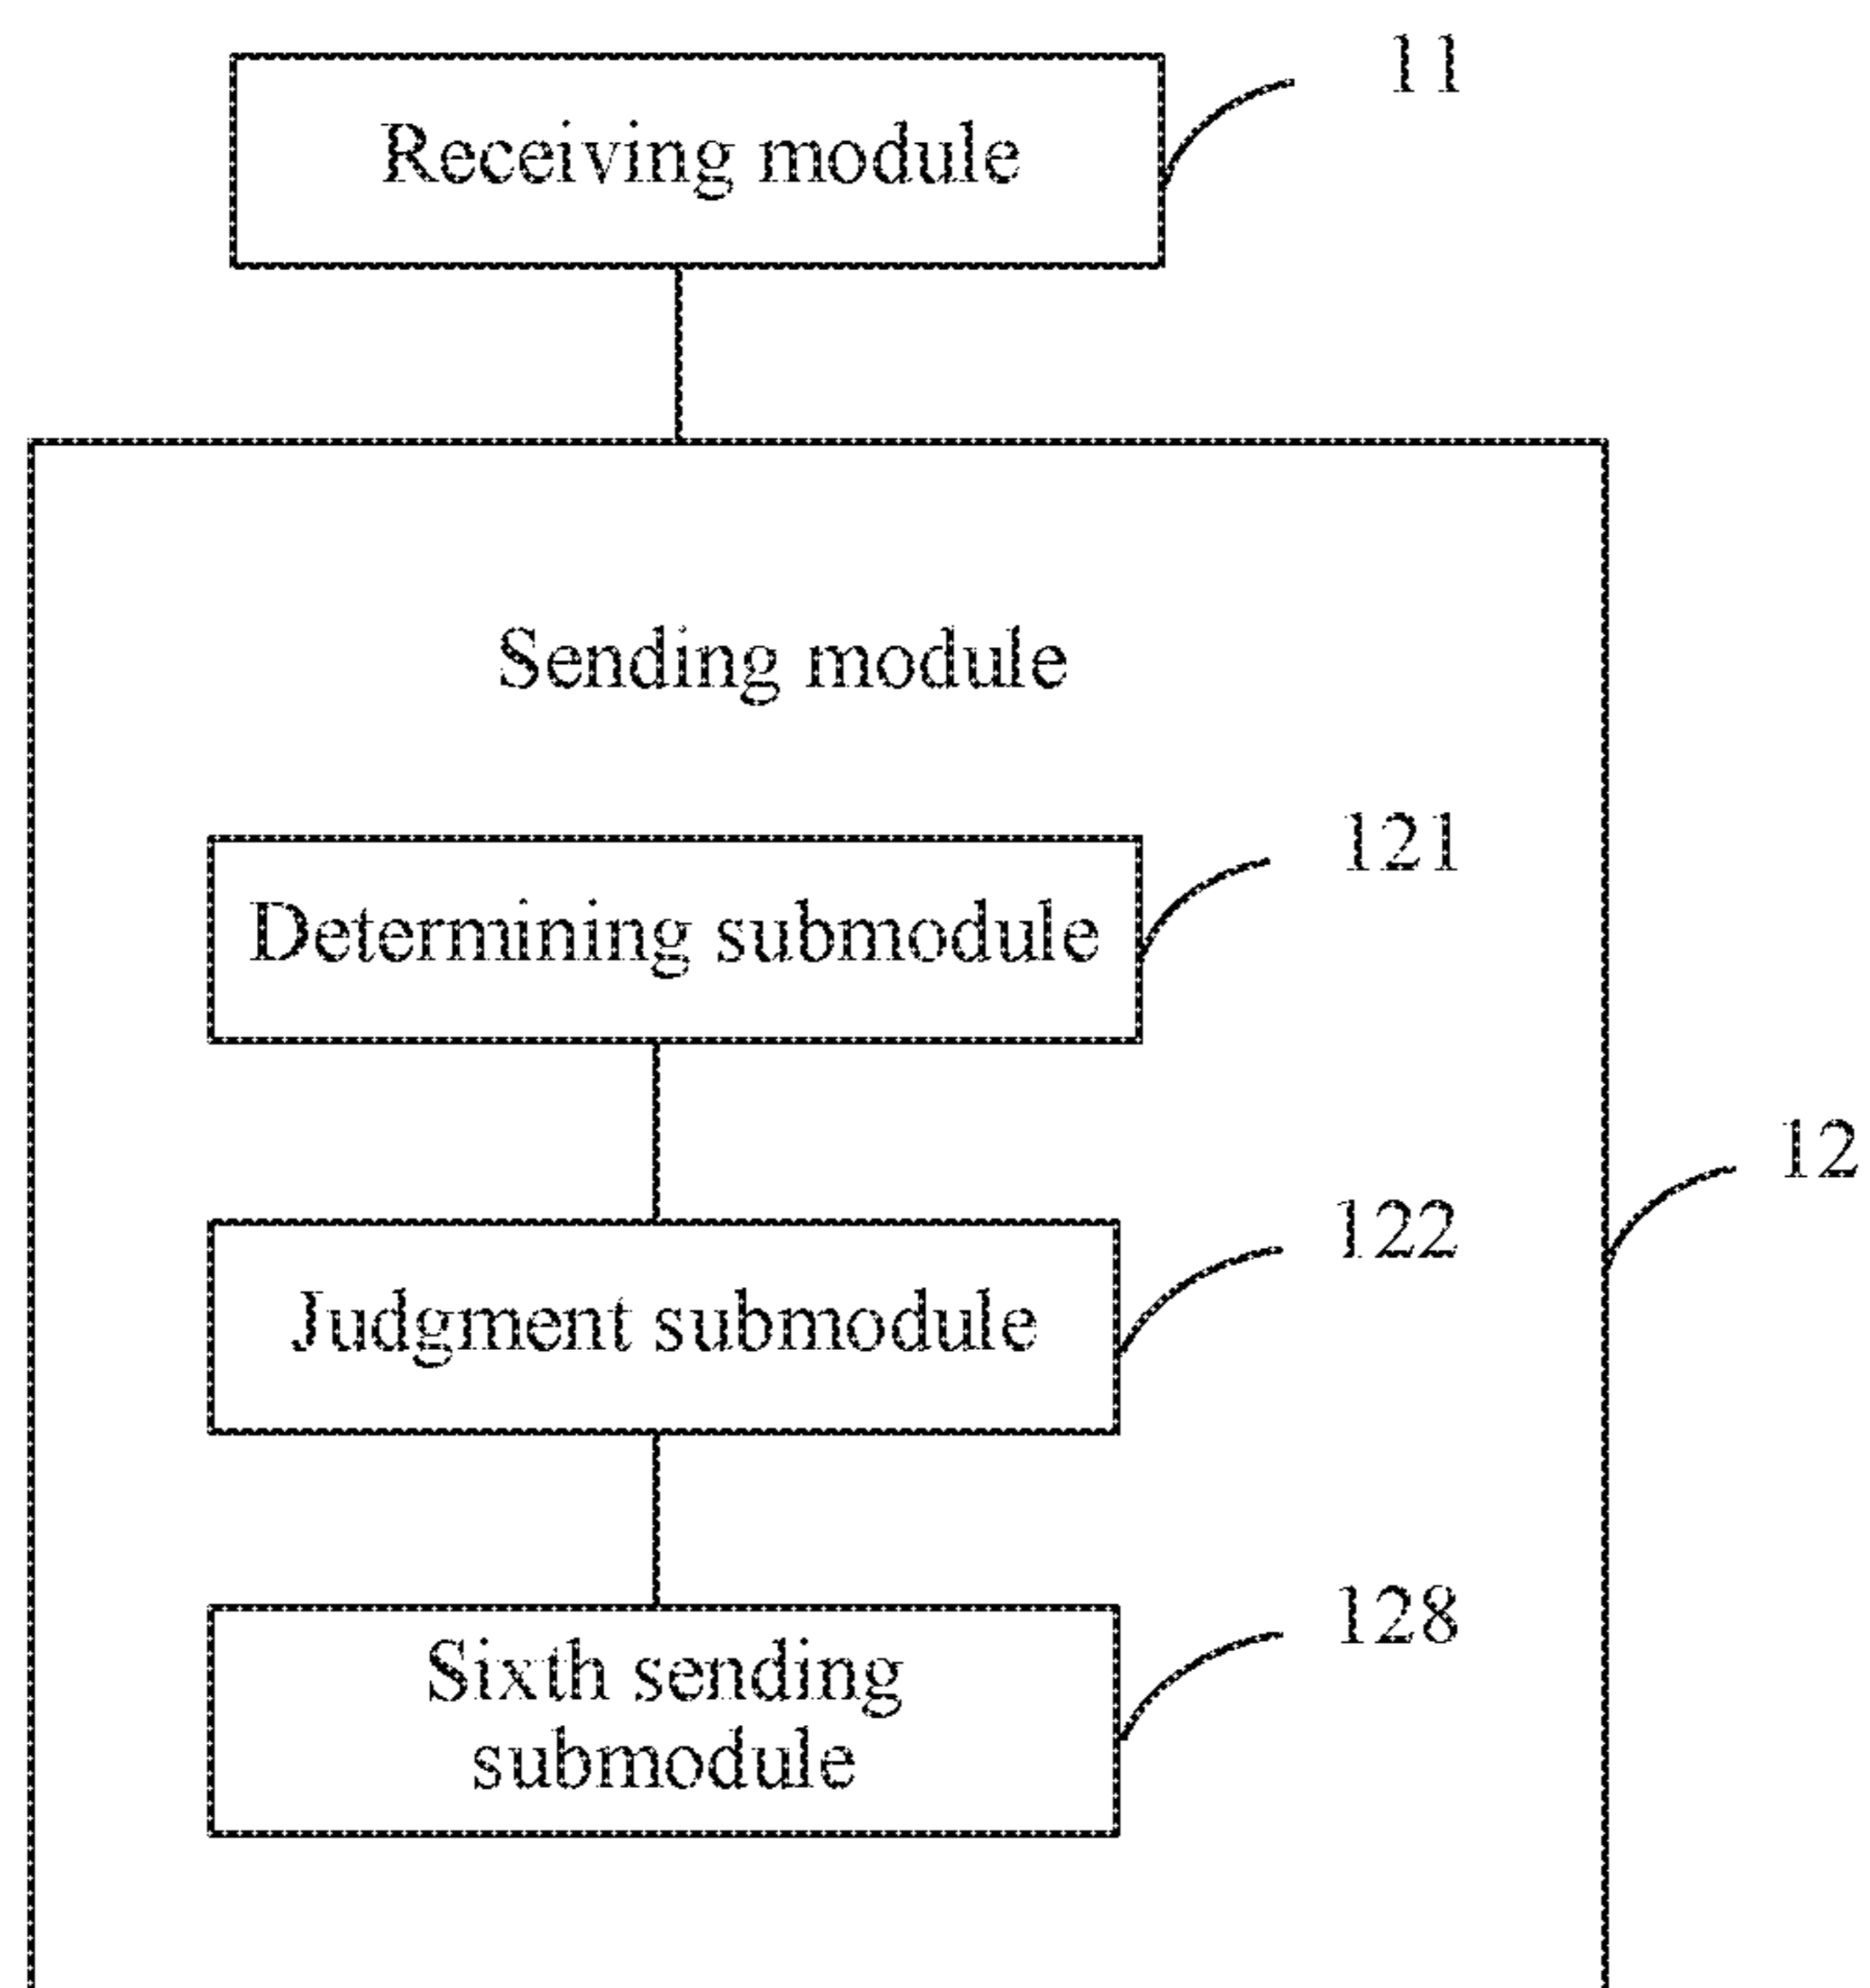 11
Receiving module
Sending module
121
Determining submodule
12
122
Judgment submodule
128
Sixth sending
submodule